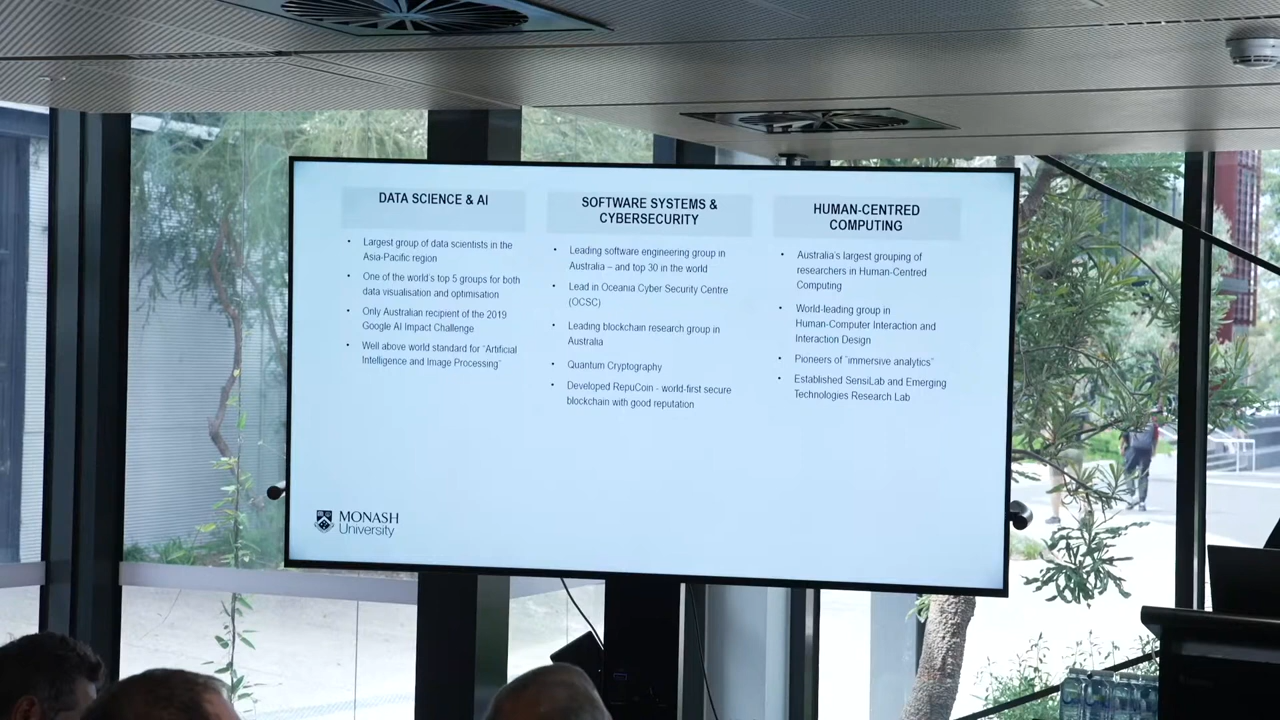 DATA SCIENCE & AI
• Largest group of data scientists in the
Asia-Pacific region
• One of the world's top 5 groups for both
data visualisation and optimisation
• Only Australian recipient of the 2019
Google AI Impact Challenge
• Well above world standard for "Artificial
Intelligence and Image Processing"
SOFTWARE SYSTEMS &
CYBERSECURITY
• Leading software engineering group in
Australia – and top 30 in the world
• Lead in Oceania Cyber Security Centre
(OCSC)
• Leading blockchain research group in
Australia
• Quantum Cryptography
• Developed RepuCoin - world-first secure
blockchain with good reputation
HUMAN-CENTRED
COMPUTING
• Australia's largest grouping of
researchers in Human-Centred
Computing
• World-leading group in
Human-Computer Interaction and
Interaction Design
• Pioneers of "immersive analytics"
• Established SensiLab and Emerging
Technologies Research Lab
MONASH
University